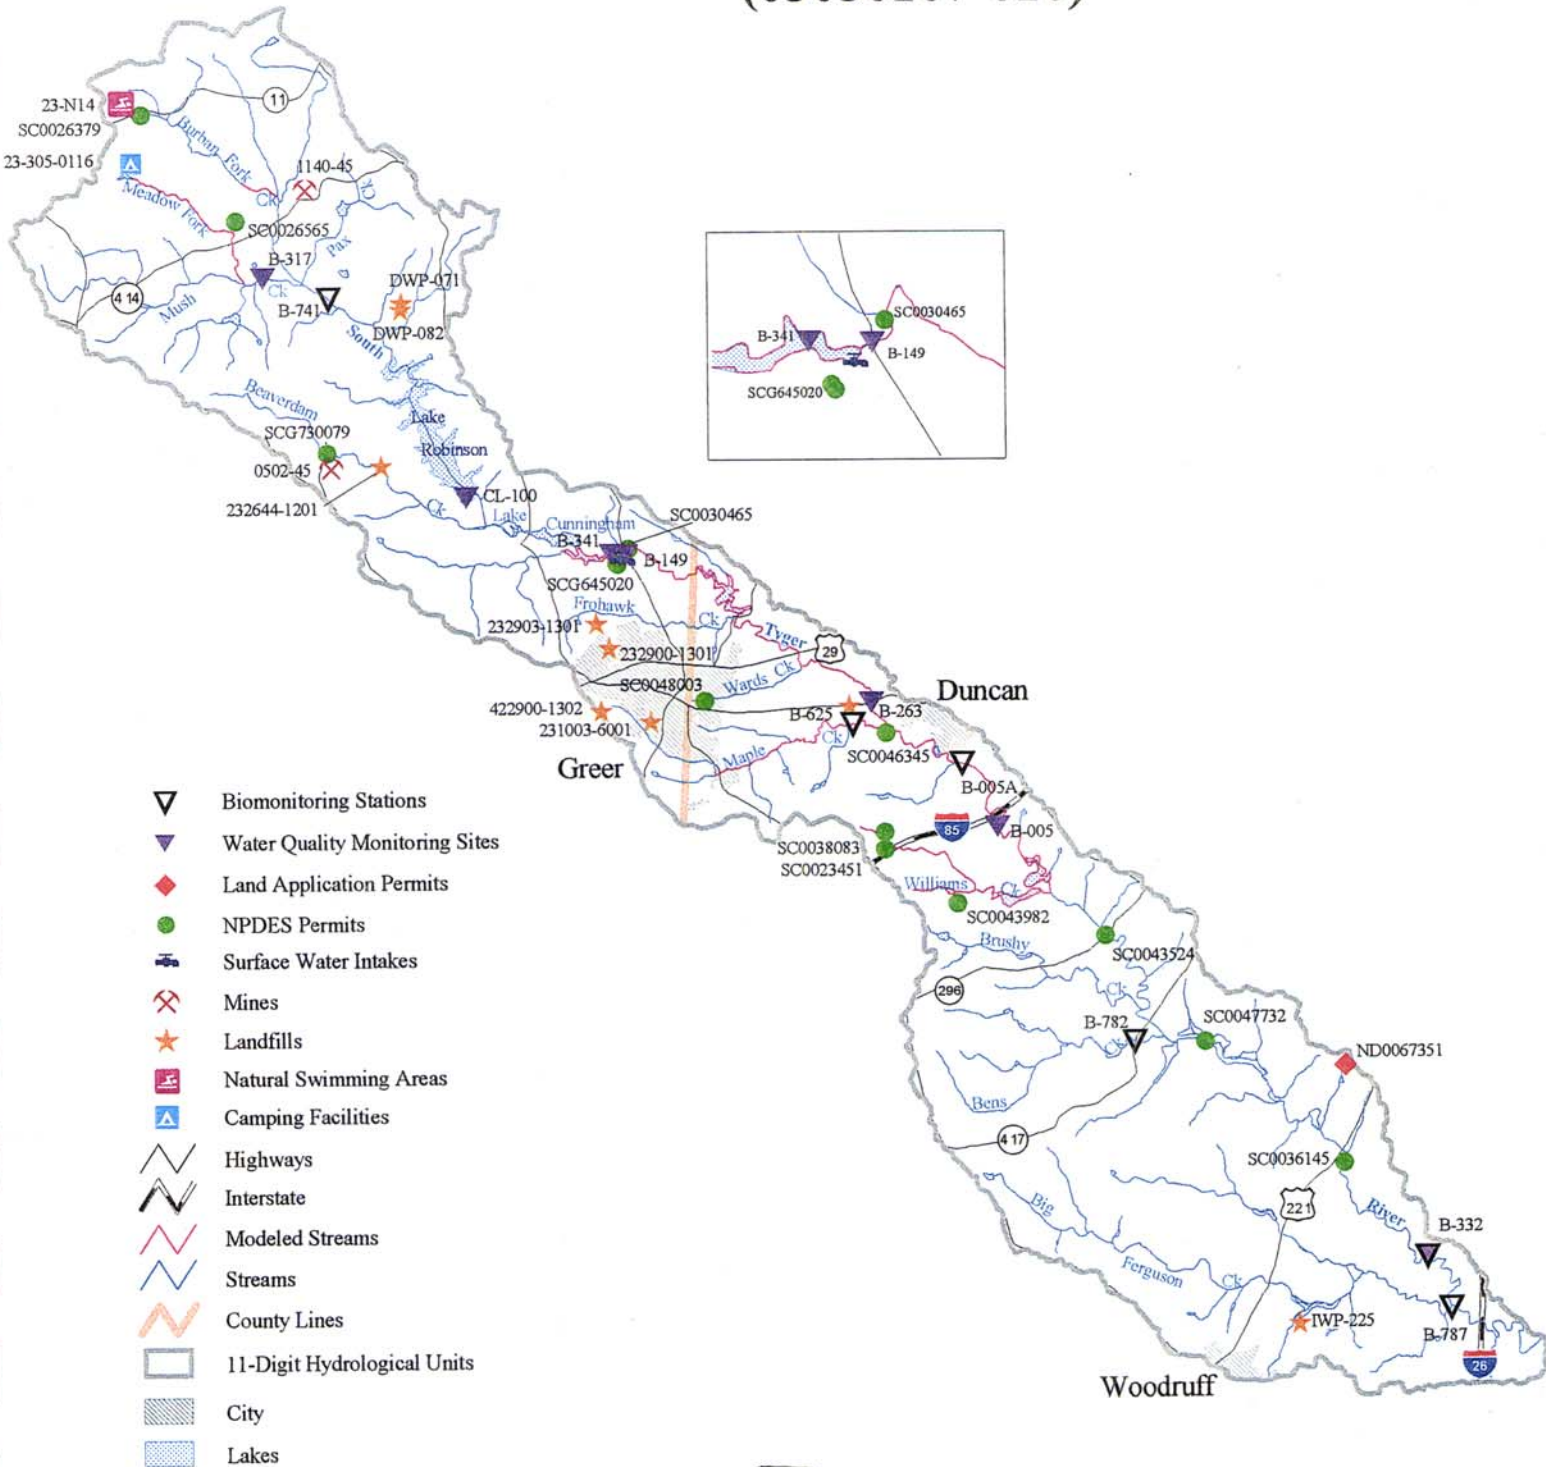 11
23-N14
SC0026379
Burban Fork
Ck
23-305-0116
1140-45
Ck
Meadow Fork
SC0026565
Pax
B-317
Ck
414
Mush
B-741
DWP-071
DWP-082
South
SC0030465
B-341
B-149
SCG645020
Beaverdam
Lake
Robinson
SCG730079
0502-45
232644-1201
Ck
CL-100
Lake
Cunningham
SC0030465
B-341
B-149
SCG645020
Frohawk
Ck
232903-1301
Tyger
29
232900-1301
SC0048003
Wards Ck
Duncan
422900-1302
231003-6001
B-625
B-263
Ck
SC0046345
Maple
Greer
B-005A
85
B-005
SC0038083
SC0023451
Williams
Ck
SC0043982
Brushy
SC0043524
296
Ck
B-782
Ck
SC0047732
ND0067351
Bens
417
SC0036145
Big
221
River
B-332
Ferguson
Ck
IWP-225
B-787
26
Woodruff
Biomonitoring Stations
Water Quality Monitoring Sites
Land Application Permits
NPDES Permits
Surface Water Intakes
Mines
Landfills
Natural Swimming Areas
Camping Facilities
Highways
Interstate
Modeled Streams
Streams
County Lines
11-Digit Hydrological Units
City
Lakes